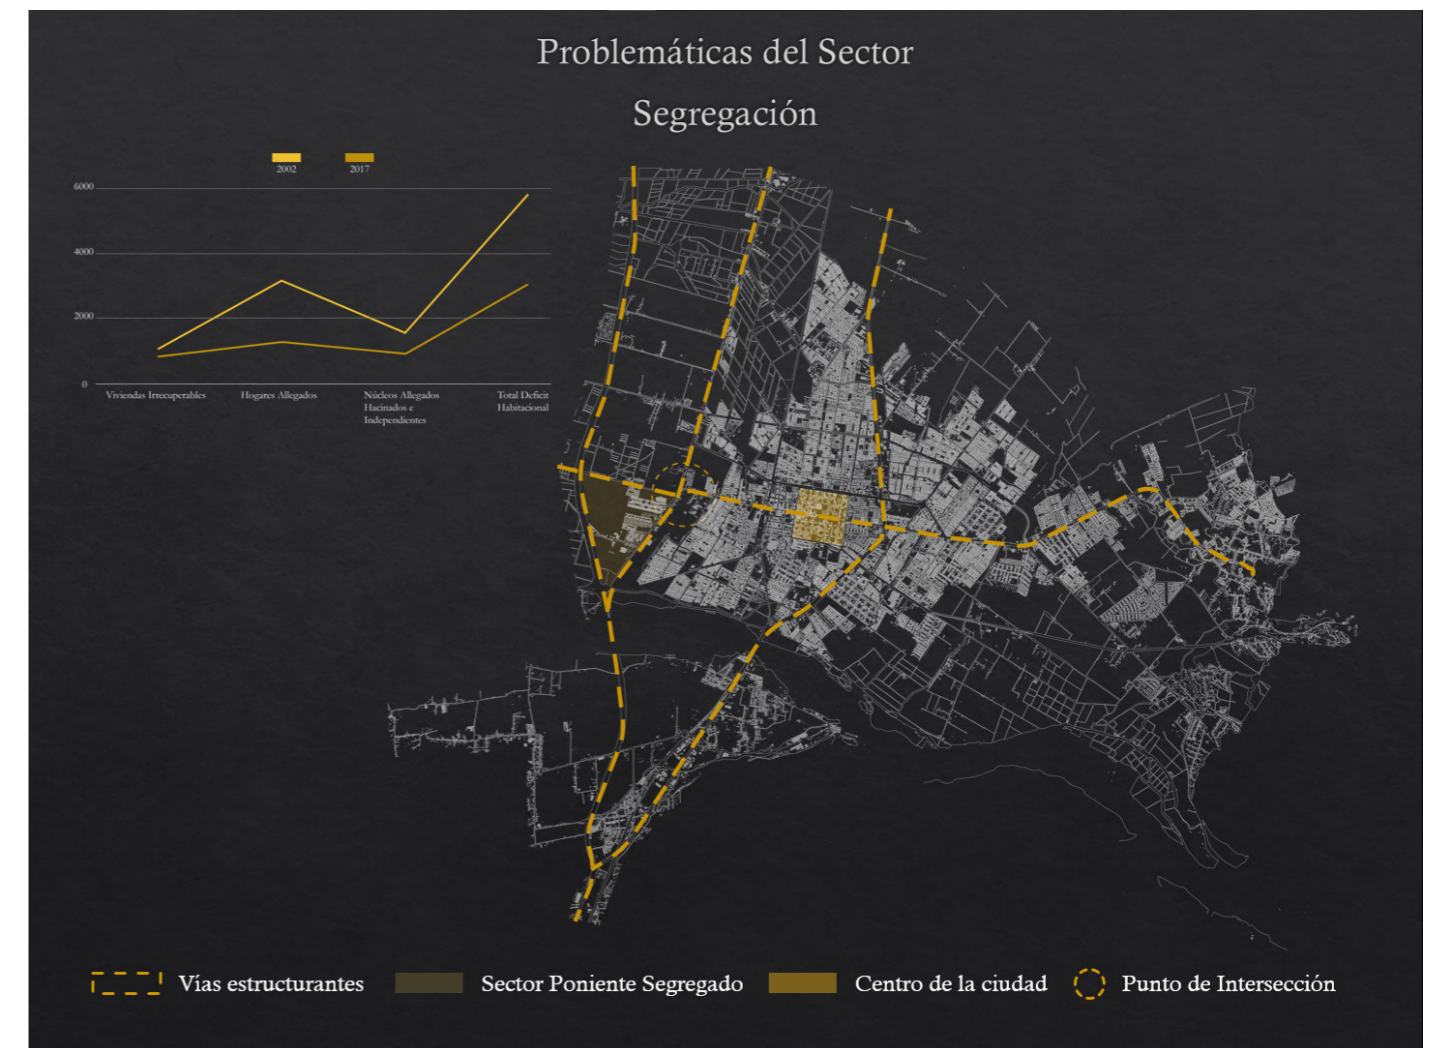 Problemáticas del Sector
Segregación
2002
2017
6000
4000
2000
0
Viviendas Irrecuperables
Hogares Allegados
Núcleos Allegados
Hacinados e
Independientes
Total Deficit
Habitacional
Vías estructurantes
Sector Poniente Segregado
Centro de la ciudad
Punto de Intersección